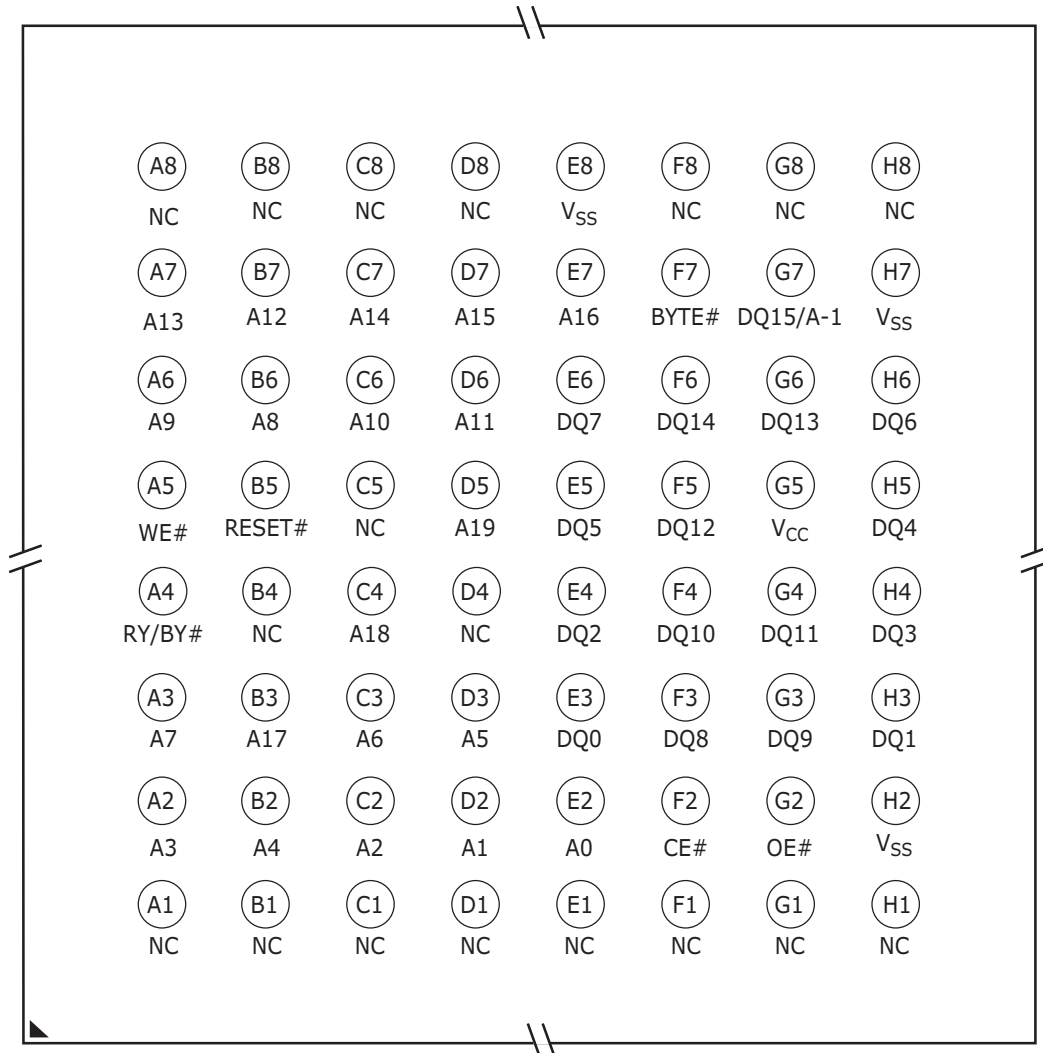 A8 B8 C8 D8 E8 F8 G8 H8
NC NC NC NC VSS NC NC NC
A7 B7 C7 D7 E7 F7 G7 H7
A13 A12 A14 A15 A16 BYTE# DQ15/A-1 VSS
A6 B6 C6 D6 E6 F6 G6 H6
A9 A8 A10 A11 DQ7 DQ14 DQ13 DQ6
A5 B5 C5 D5 E5 F5 G5 H5
WE# RESET# NC A19 DQ5 DQ12 VCC DQ4
A4 B4 C4 D4 E4 F4 G4 H4
RY/BY# NC A18 NC DQ2 DQ10 DQ11 DQ3
A3 B3 C3 D3 E3 F3 G3 H3
A7 A17 A6 A5 DQ0 DQ8 DQ9 DQ1
A2 B2 C2 D2 E2 F2 G2 H2
A3 A4 A2 A1 A0 CE# OE# VSS
A1 B1 C1 D1 E1 F1 G1 H1
NC NC NC NC NC NC NC NC